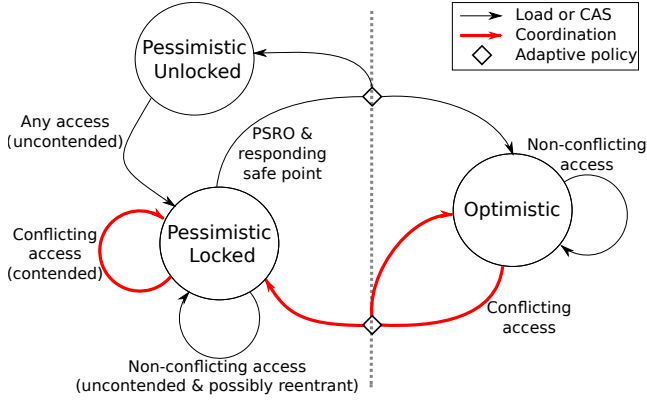 Load or CAS
Coordination
Adaptive policy
Pessimistic
Unlocked
Any access
(uncontended)
PSRO &
responding
safe point
Non-conflicting
access
Optimistic
Pessimistic
Locked
Conflicting
access
(contended)
Conflicting
access
Non-conflicting access
(uncontended & possibly reentrant)